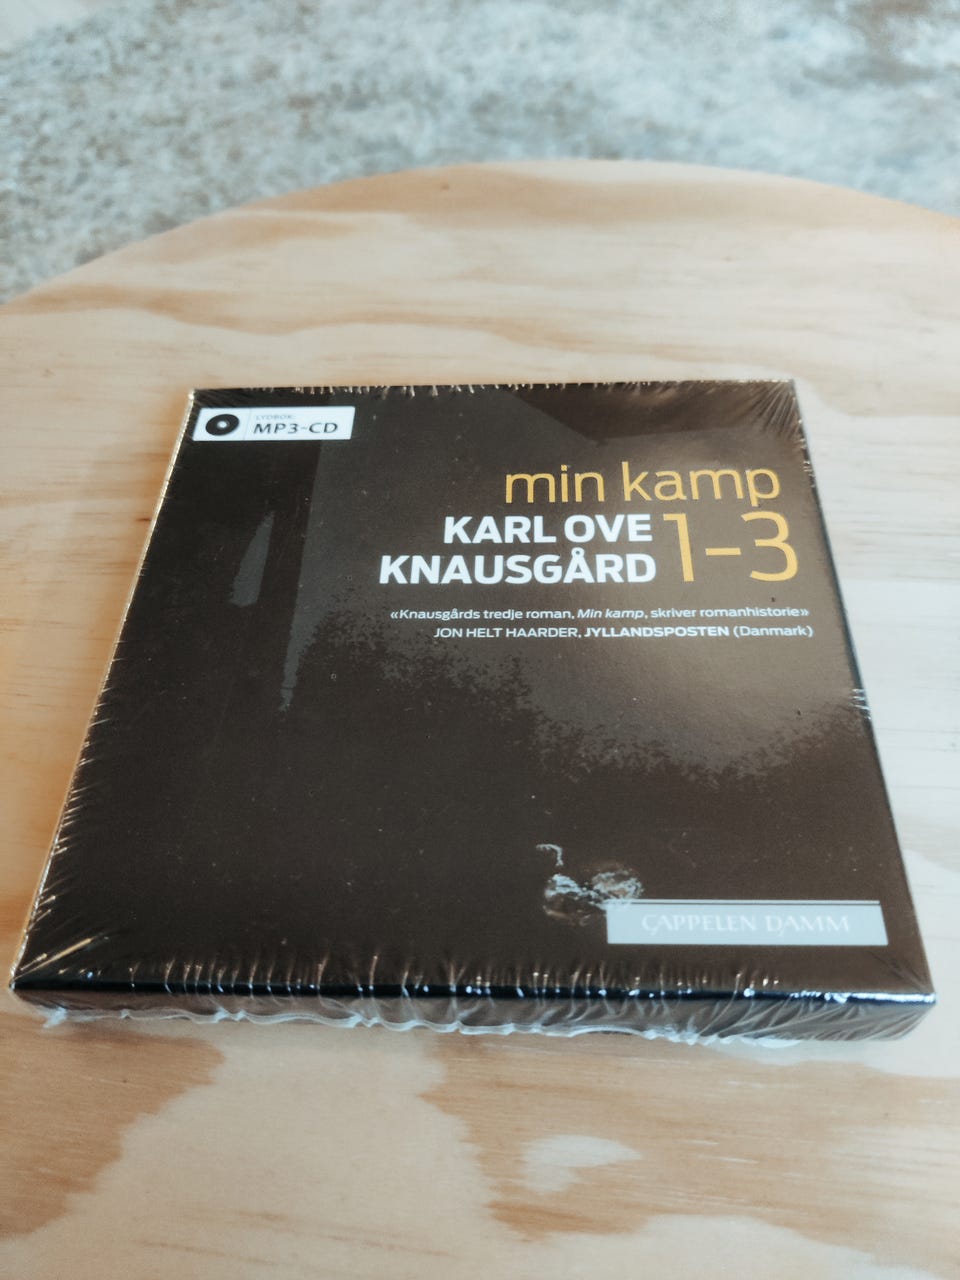 LYDBOK:
MP3-CD
min kamp
KARL OVE
KNAUSGÅRD
1-3
«Knausgårds tredje roman, Min kamp, skriver romanhistorie»
JON HELT HAARDER, JYLLANDSPOSTEN (Danmark)
CAPPELEN DAMM